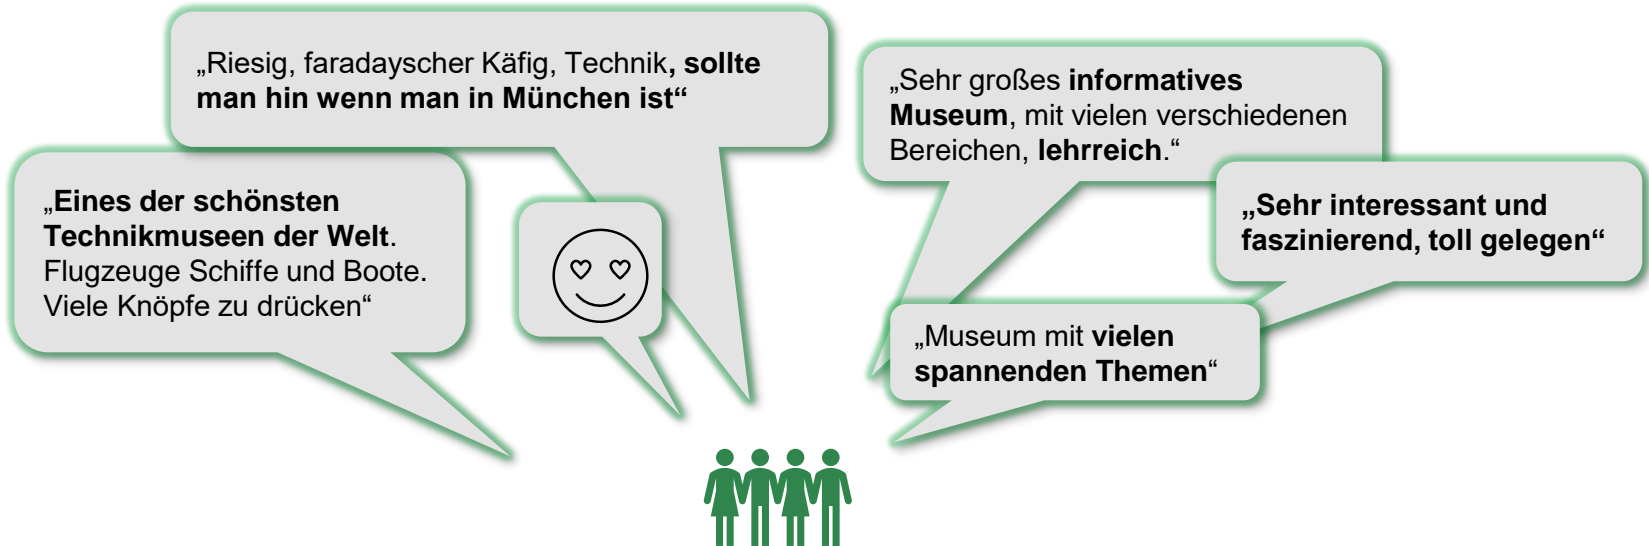 „Riesig, faradayscher Käfig, Technik, sollte
man hin wenn man in München ist“
„Sehr großes informatives
Museum, mit vielen verschiedenen
Bereichen, lehrreich.“
„Eines der schönsten
Technikmuseen der Welt.
Flugzeuge Schiffe und Boote.
Viele Knöpfe zu drücken“
„Sehr interessant und
faszinierend, toll gelegen“
„Museum mit vielen
spannenden Themen“